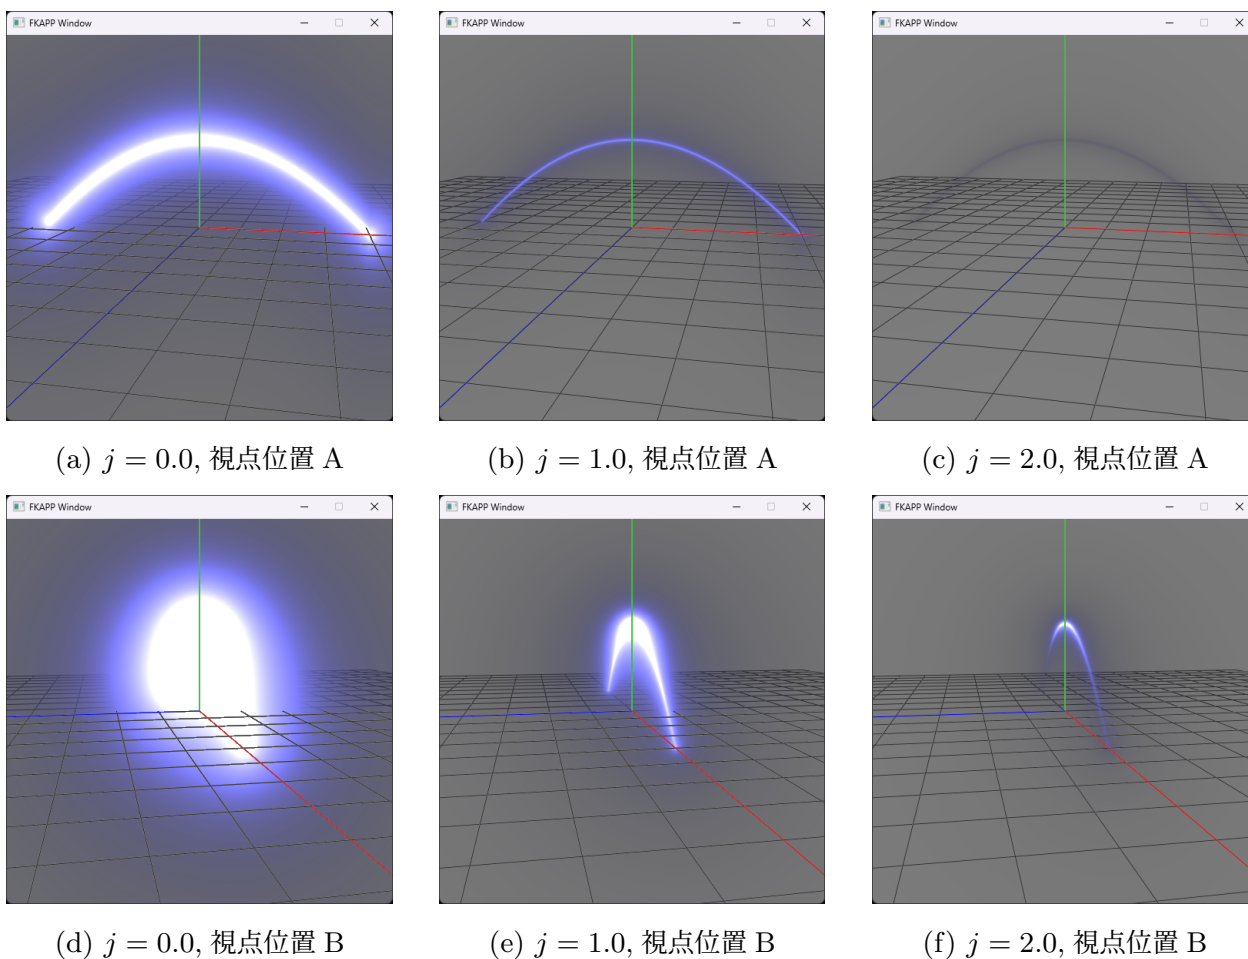 FKAPP Window
FKAPP Window
FKAPP Window
(a) j = 0.0, 視点位置 A
(b) j = 1.0, 視点位置 A
(c) j = 2.0, 視点位置 A
FKAPP Window
FKAPP Window
FKAPP Window
(d) j = 0.0, 視点位置 B
(e) j = 1.0, 視点位置 B
(f) j = 2.0, 視点位置 B